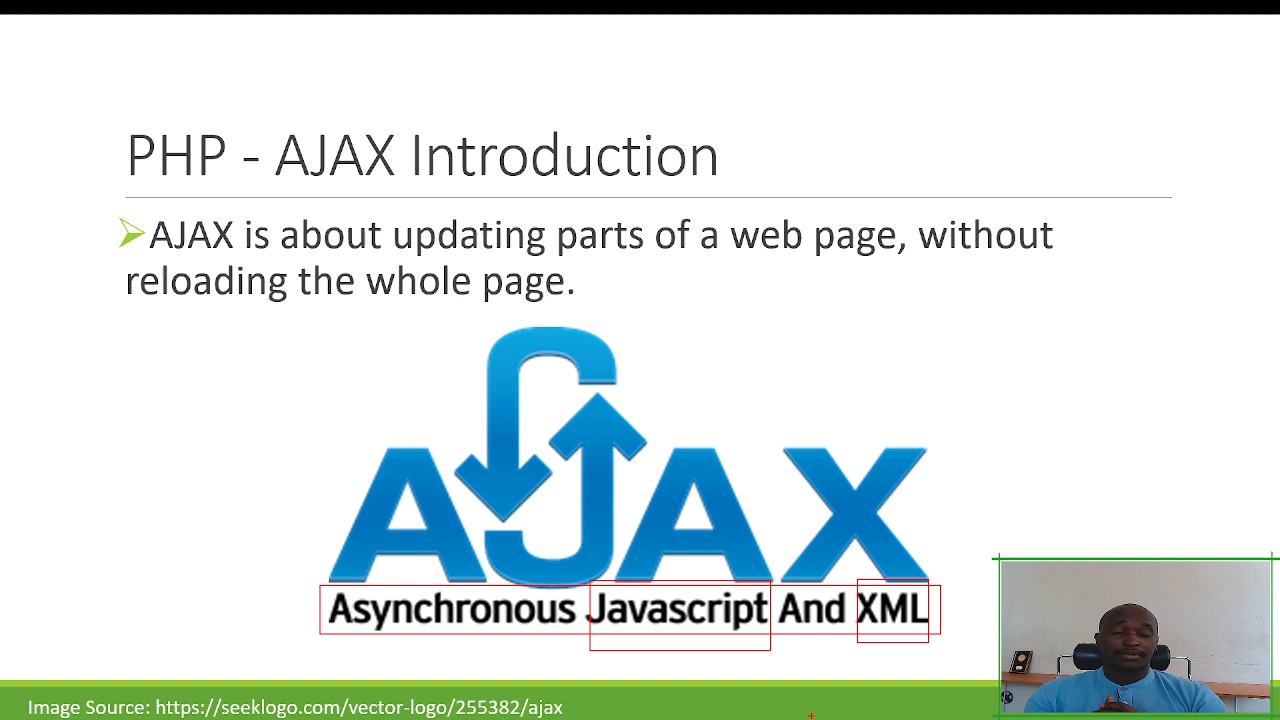 PHP - AJAX Introduction
AJAX is about updating parts of a web page, without
reloading the whole page.
AJAX
Asynchronous Javascript And XML
Image Source: https://seeklogo.com/vector-logo/255382/ajax